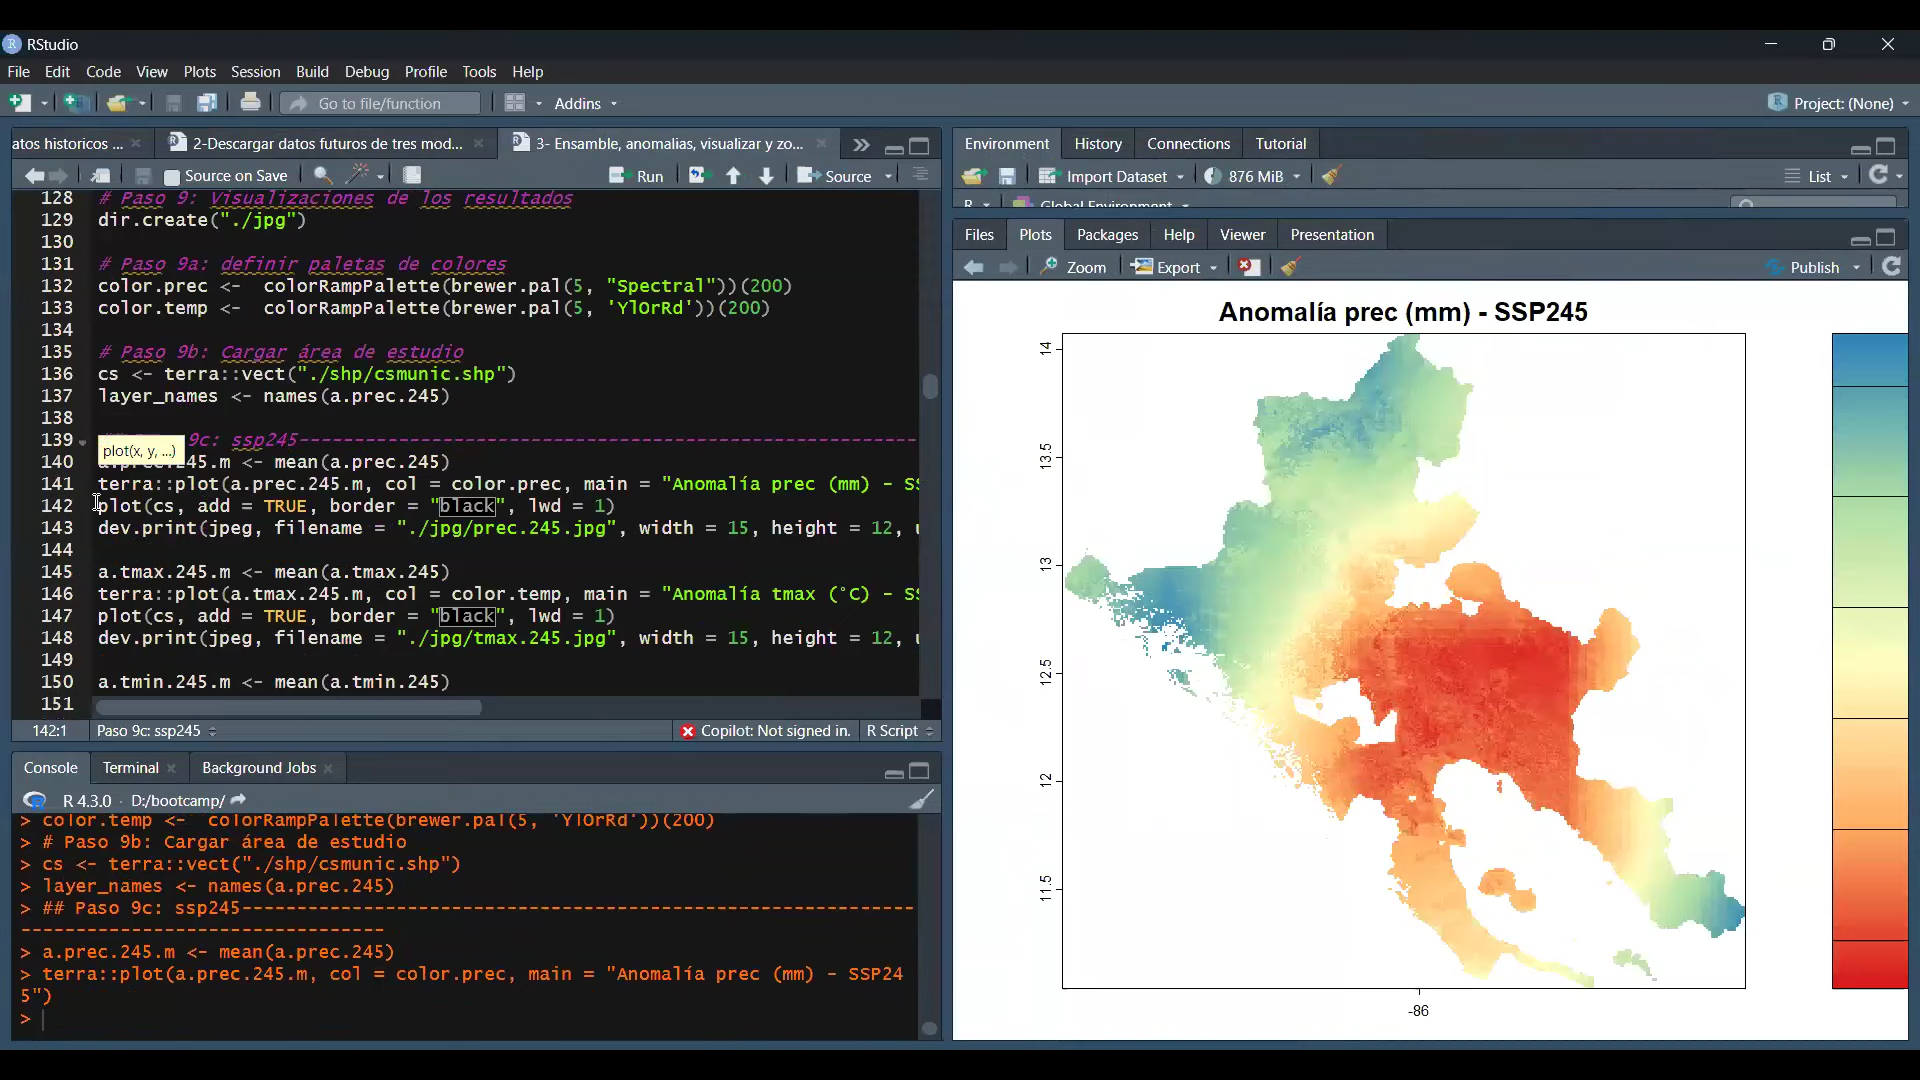 RStudio
File Edit Code View Plots Session Build Debug Profile Tools Help
Go to file/function Addins Project: (None)
atos historicos ... 2-Descargar datos futuros de tres mod... 3- Ensamble, anomalias, visualizar y zo...
Source on Save Run Source
128 # Paso 9: Visualizaciones de los resultados
129 dir.create("./jpg")
130
131 # Paso 9a: definir paletas de colores
132 color.prec <-  colorRampPalette(brewer.pal(5, "Spectral"))(200)
133 color.temp <-  colorRampPalette(brewer.pal(5, 'YlOrRd'))(200)
134
135 # Paso 9b: Cargar área de estudio
136 cs <- terra::vect("./shp/csmunic.shp")
137 layer_names <- names(a.prec.245)
138
139 9c: ssp245--------------------------------------------------------
plot(x, y, ...)
140 a.prec.245.m <- mean(a.prec.245)
141 terra::plot(a.prec.245.m, col = color.prec, main = "Anomalía prec (mm) - SS
142 plot(cs, add = TRUE, border = "black", lwd = 1)
143 dev.print(jpeg, filename = "./jpg/prec.245.jpg", width = 15, height = 12, u
144
145 a.tmax.245.m <- mean(a.tmax.245)
146 terra::plot(a.tmax.245.m, col = color.temp, main = "Anomalía tmax (°C) - SS
147 plot(cs, add = TRUE, border = "black", lwd = 1)
148 dev.print(jpeg, filename = "./jpg/tmax.245.jpg", width = 15, height = 12, u
149
150 a.tmin.245.m <- mean(a.tmin.245)
151
142:1 Paso 9c: ssp245 Copilot: Not signed in. R Script
Console Terminal Background Jobs
R 4.3.0 · D:/bootcamp/
> color.temp <-  colorRampPalette(brewer.pal(5, 'YlOrRd'))(200)
> # Paso 9b: Cargar área de estudio
> cs <- terra::vect("./shp/csmunic.shp")
> layer_names <- names(a.prec.245)
> ## Paso 9c: ssp245-------------------------------------------------------------
---------------------------------
> a.prec.245.m <- mean(a.prec.245)
> terra::plot(a.prec.245.m, col = color.prec, main = "Anomalía prec (mm) - SSP24
5")
>
Environment History Connections Tutorial
Import Dataset 876 MiB List
R Global Environment
Files Plots Packages Help Viewer Presentation
Zoom Export Publish
Anomalía prec (mm) - SSP245
14
13.5
13
12.5
12
11.5
-86